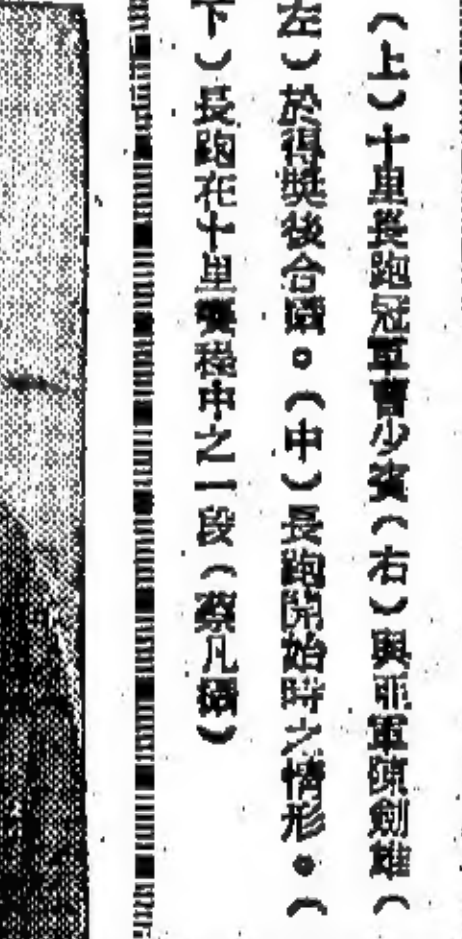 (上)十里長跑冠軍曹少濱(右)與亞軍陳劍雄(
左)於得獎後合攝。(中)長跑開始時之情形。(
下)長跑在十里賽程中之一段(蔡凡攝)